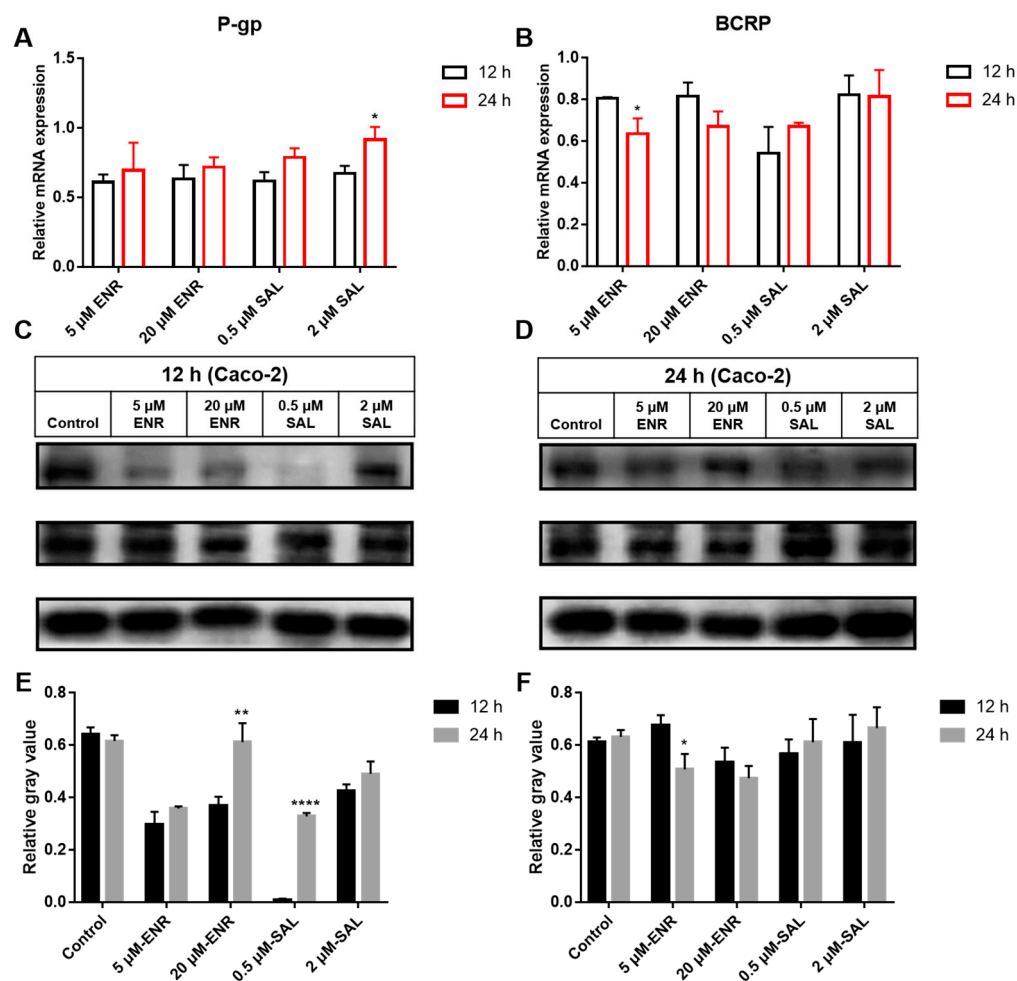 A
P-gp
Relative mRNA expression
1.5
1.0
0.5
0.0
*
12 h
24 h
5 µM ENR
20 µM ENR
0.5 µM SAL
2 µM SAL
B
BCRP
Relative mRNA expression
1.0
0.8
0.6
0.4
0.2
0.0
*
12 h
24 h
5 µM ENR
20 µM ENR
0.5 µM SAL
2 µM SAL
C
12 h (Caco-2)
Control
5 µM
ENR
20 µM
ENR
0.5 µM
SAL
2 µM
SAL
D
24 h (Caco-2)
Control
5 µM
ENR
20 µM
ENR
0.5 µM
SAL
2 µM
SAL
E
Relative gray value
0.8
0.6
0.4
0.2
0.0
**
****
12 h
24 h
Control
5 µM-ENR
20 µM-ENR
0.5 µM-SAL
2 µM-SAL
F
Relative gray value
0.8
0.6
0.4
0.2
0.0
*
12 h
24 h
Control
5 µM-ENR
20 µM-ENR
0.5 µM-SAL
2 µM-SAL